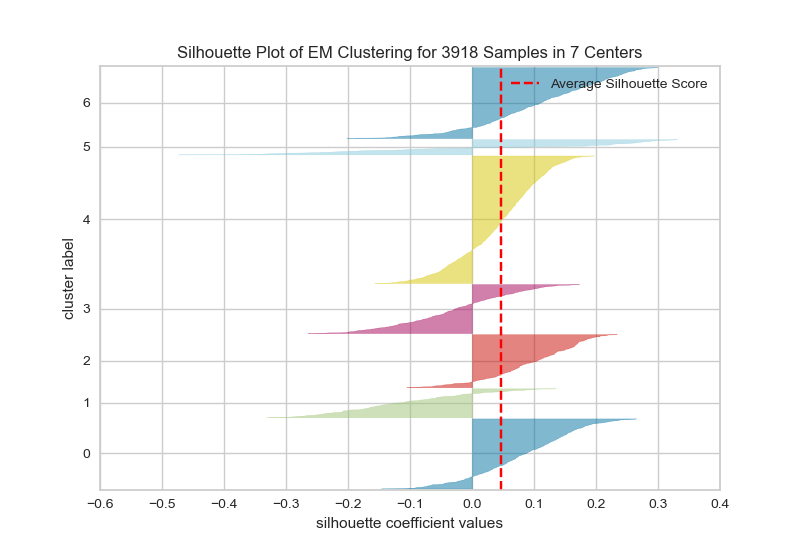 Silhouette Plot of EM Clustering for 3918 Samples in 7 Centers
Average Silhouette Score
6
5
4
3
2
1
0
cluster label
−0.6 −0.5 −0.4 −0.3 −0.2 −0.1 0.0 0.1 0.2 0.3 0.4
silhouette coefficient values